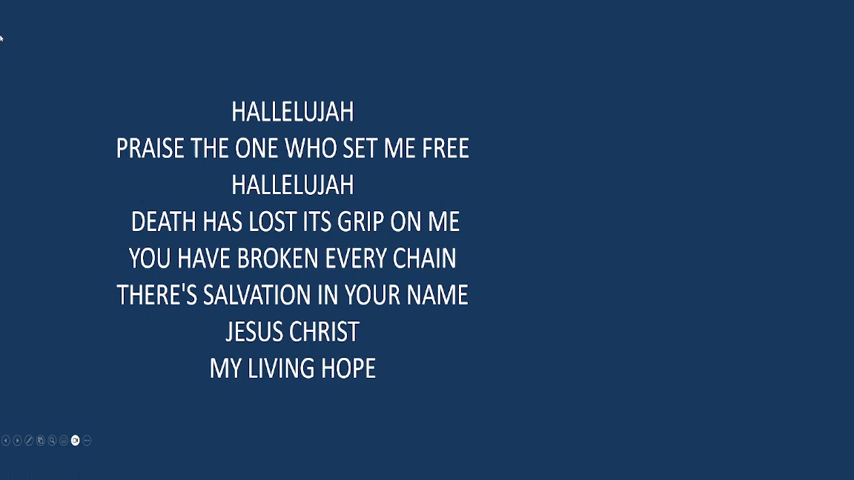 HALLELUJAH
PRAISE THE ONE WHO SET ME FREE
HALLELUJAH
DEATH HAS LOST ITS GRIP ON ME
YOU HAVE BROKEN EVERY CHAIN
THERE'S SALVATION IN YOUR NAME
JESUS CHRIST
MY LIVING HOPE